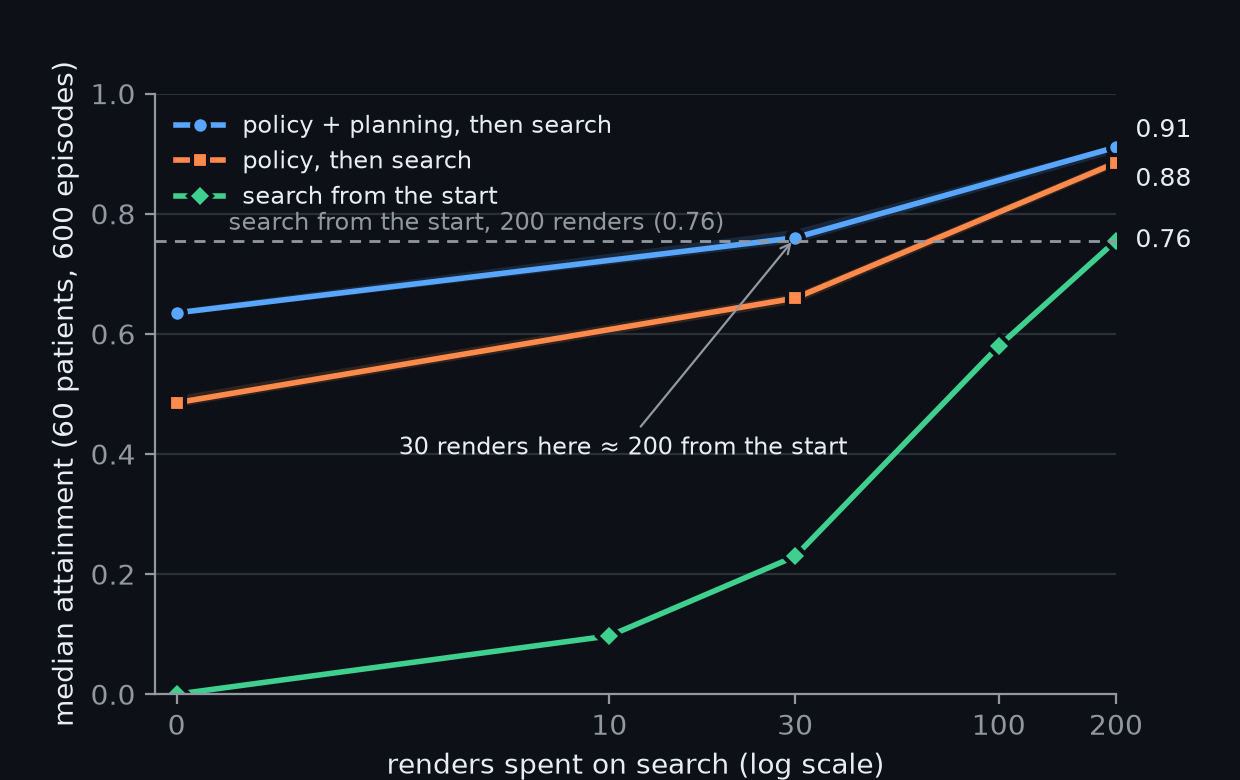 median attainment (60 patients, 600 episodes)
1.0
0.8
0.6
0.4
0.2
0.0
policy + planning, then search
policy, then search
search from the start
search from the start, 200 renders (0.76)
30 renders here ≈ 200 from the start
0.91
0.88
0.76
0
10
30
100
200
renders spent on search (log scale)